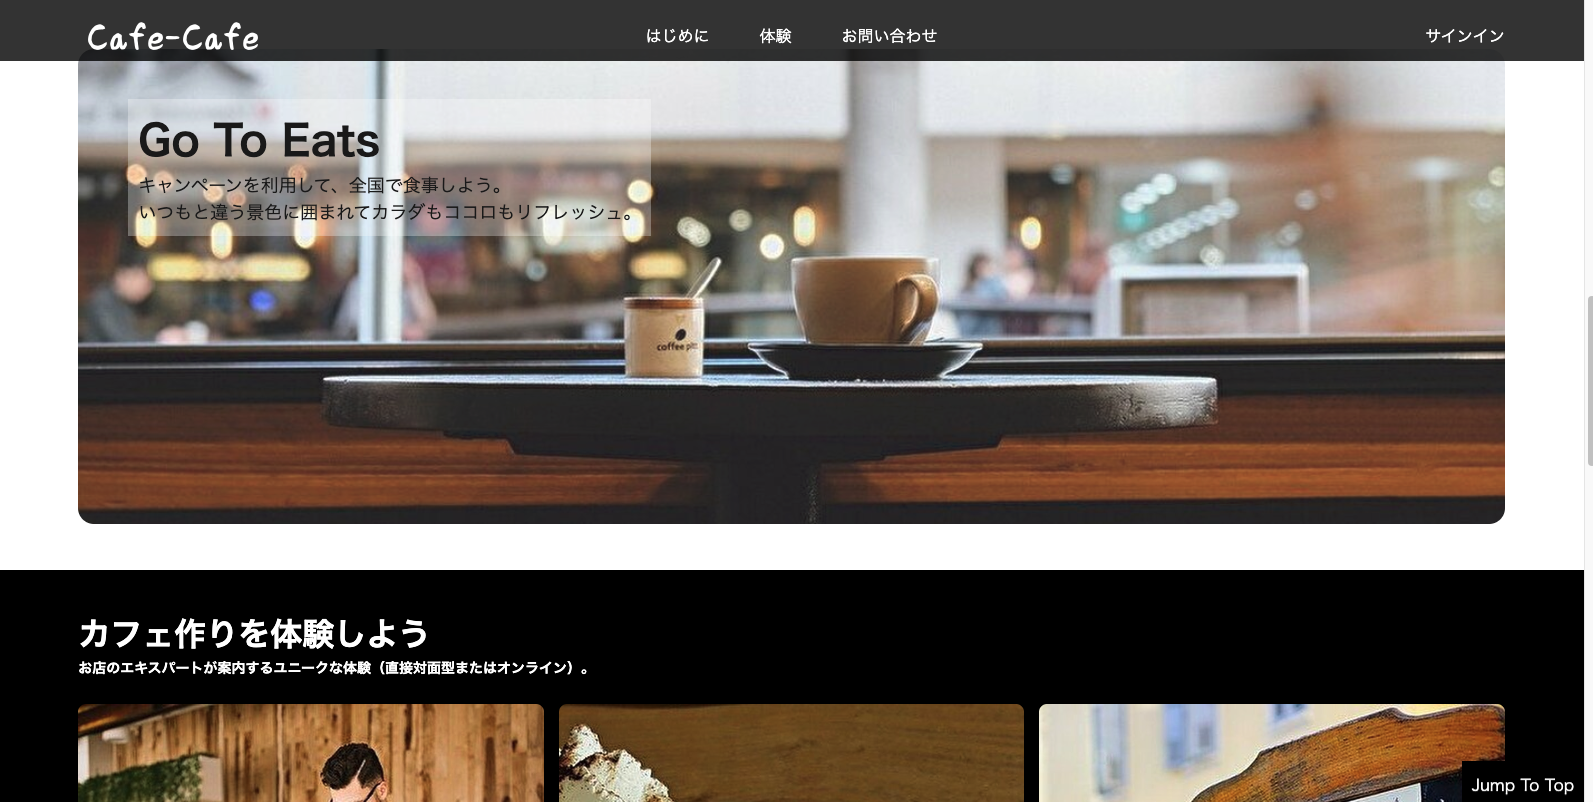 Cafe-Cafe
はじめに
体験
お問い合わせ
サインイン
Go To Eats
キャンペーンを利用して、全国で食事しよう。
いつもと違う景色に囲まれてカラダもココロもリフレッシュ。
coffee
カフェ作りを体験しよう
お店のエキスパートが案内するユニークな体験（直接対面型またはオンライン）。
Jump To Top